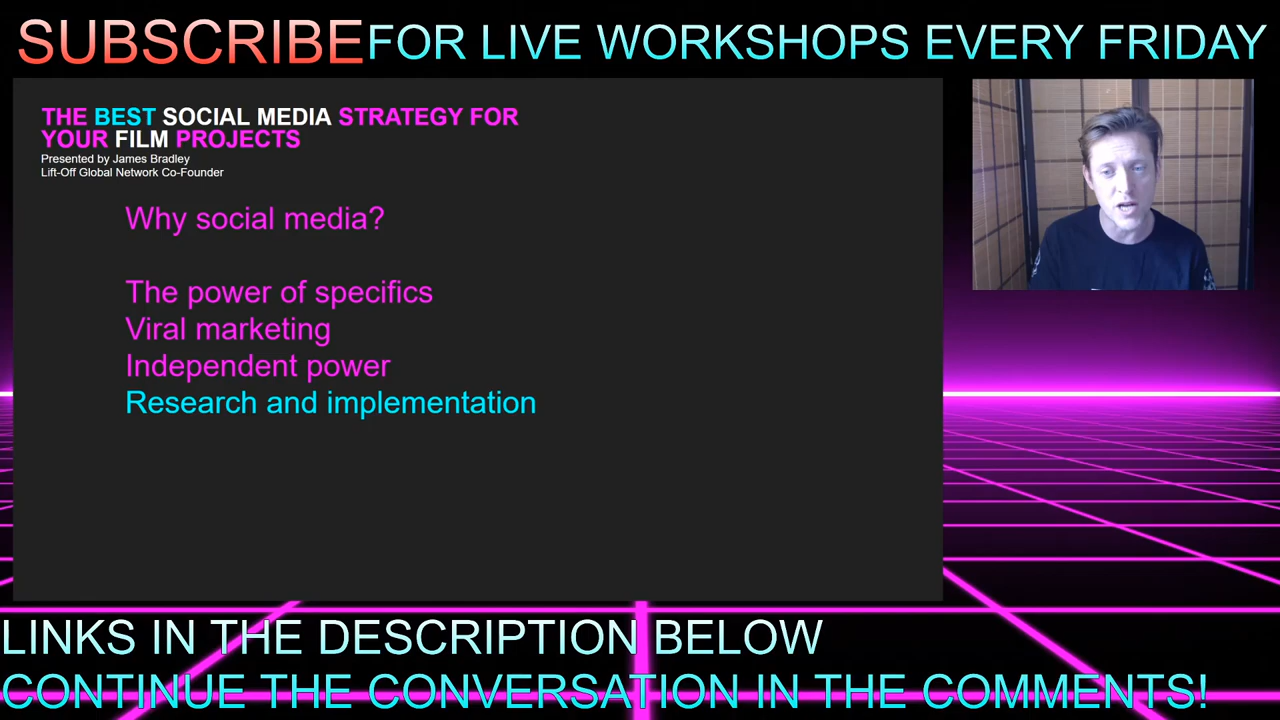 SUBSCRIBE FOR LIVE WORKSHOPS EVERY FRIDAY
THE BEST SOCIAL MEDIA STRATEGY FOR
YOUR FILM PROJECTS
Presented by James Bradley
Lift-Off Global Network Co-Founder
Why social media?
The power of specifics
Viral marketing
Independent power
Research and implementation
LINKS IN THE DESCRIPTION BELOW
CONTINUE THE CONVERSATION IN THE COMMENTS!